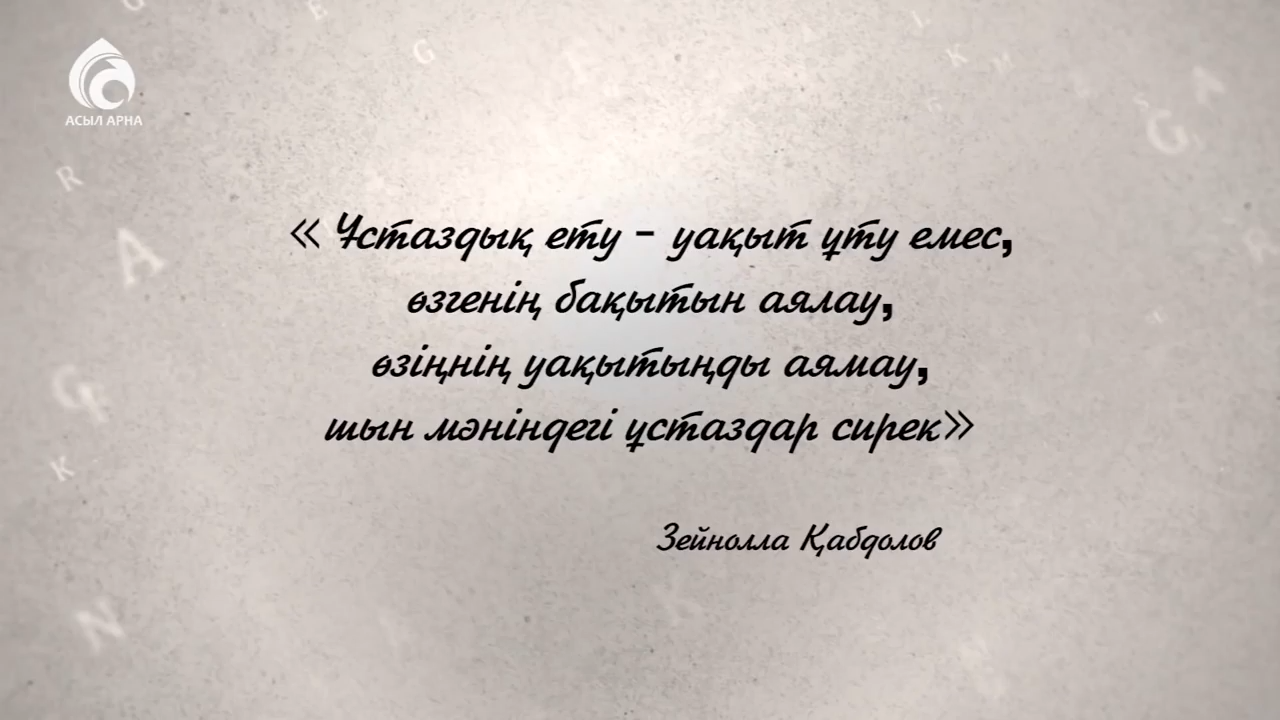 АСЫЛ АРНА
« Ұстаздық ету - уақыт ұту емес,
өзгенің бақытын аялау,
өзіңнің уақытыңды аямау,
шын мәніндегі ұстаздар сирек»
Зейнолла Қабдолов